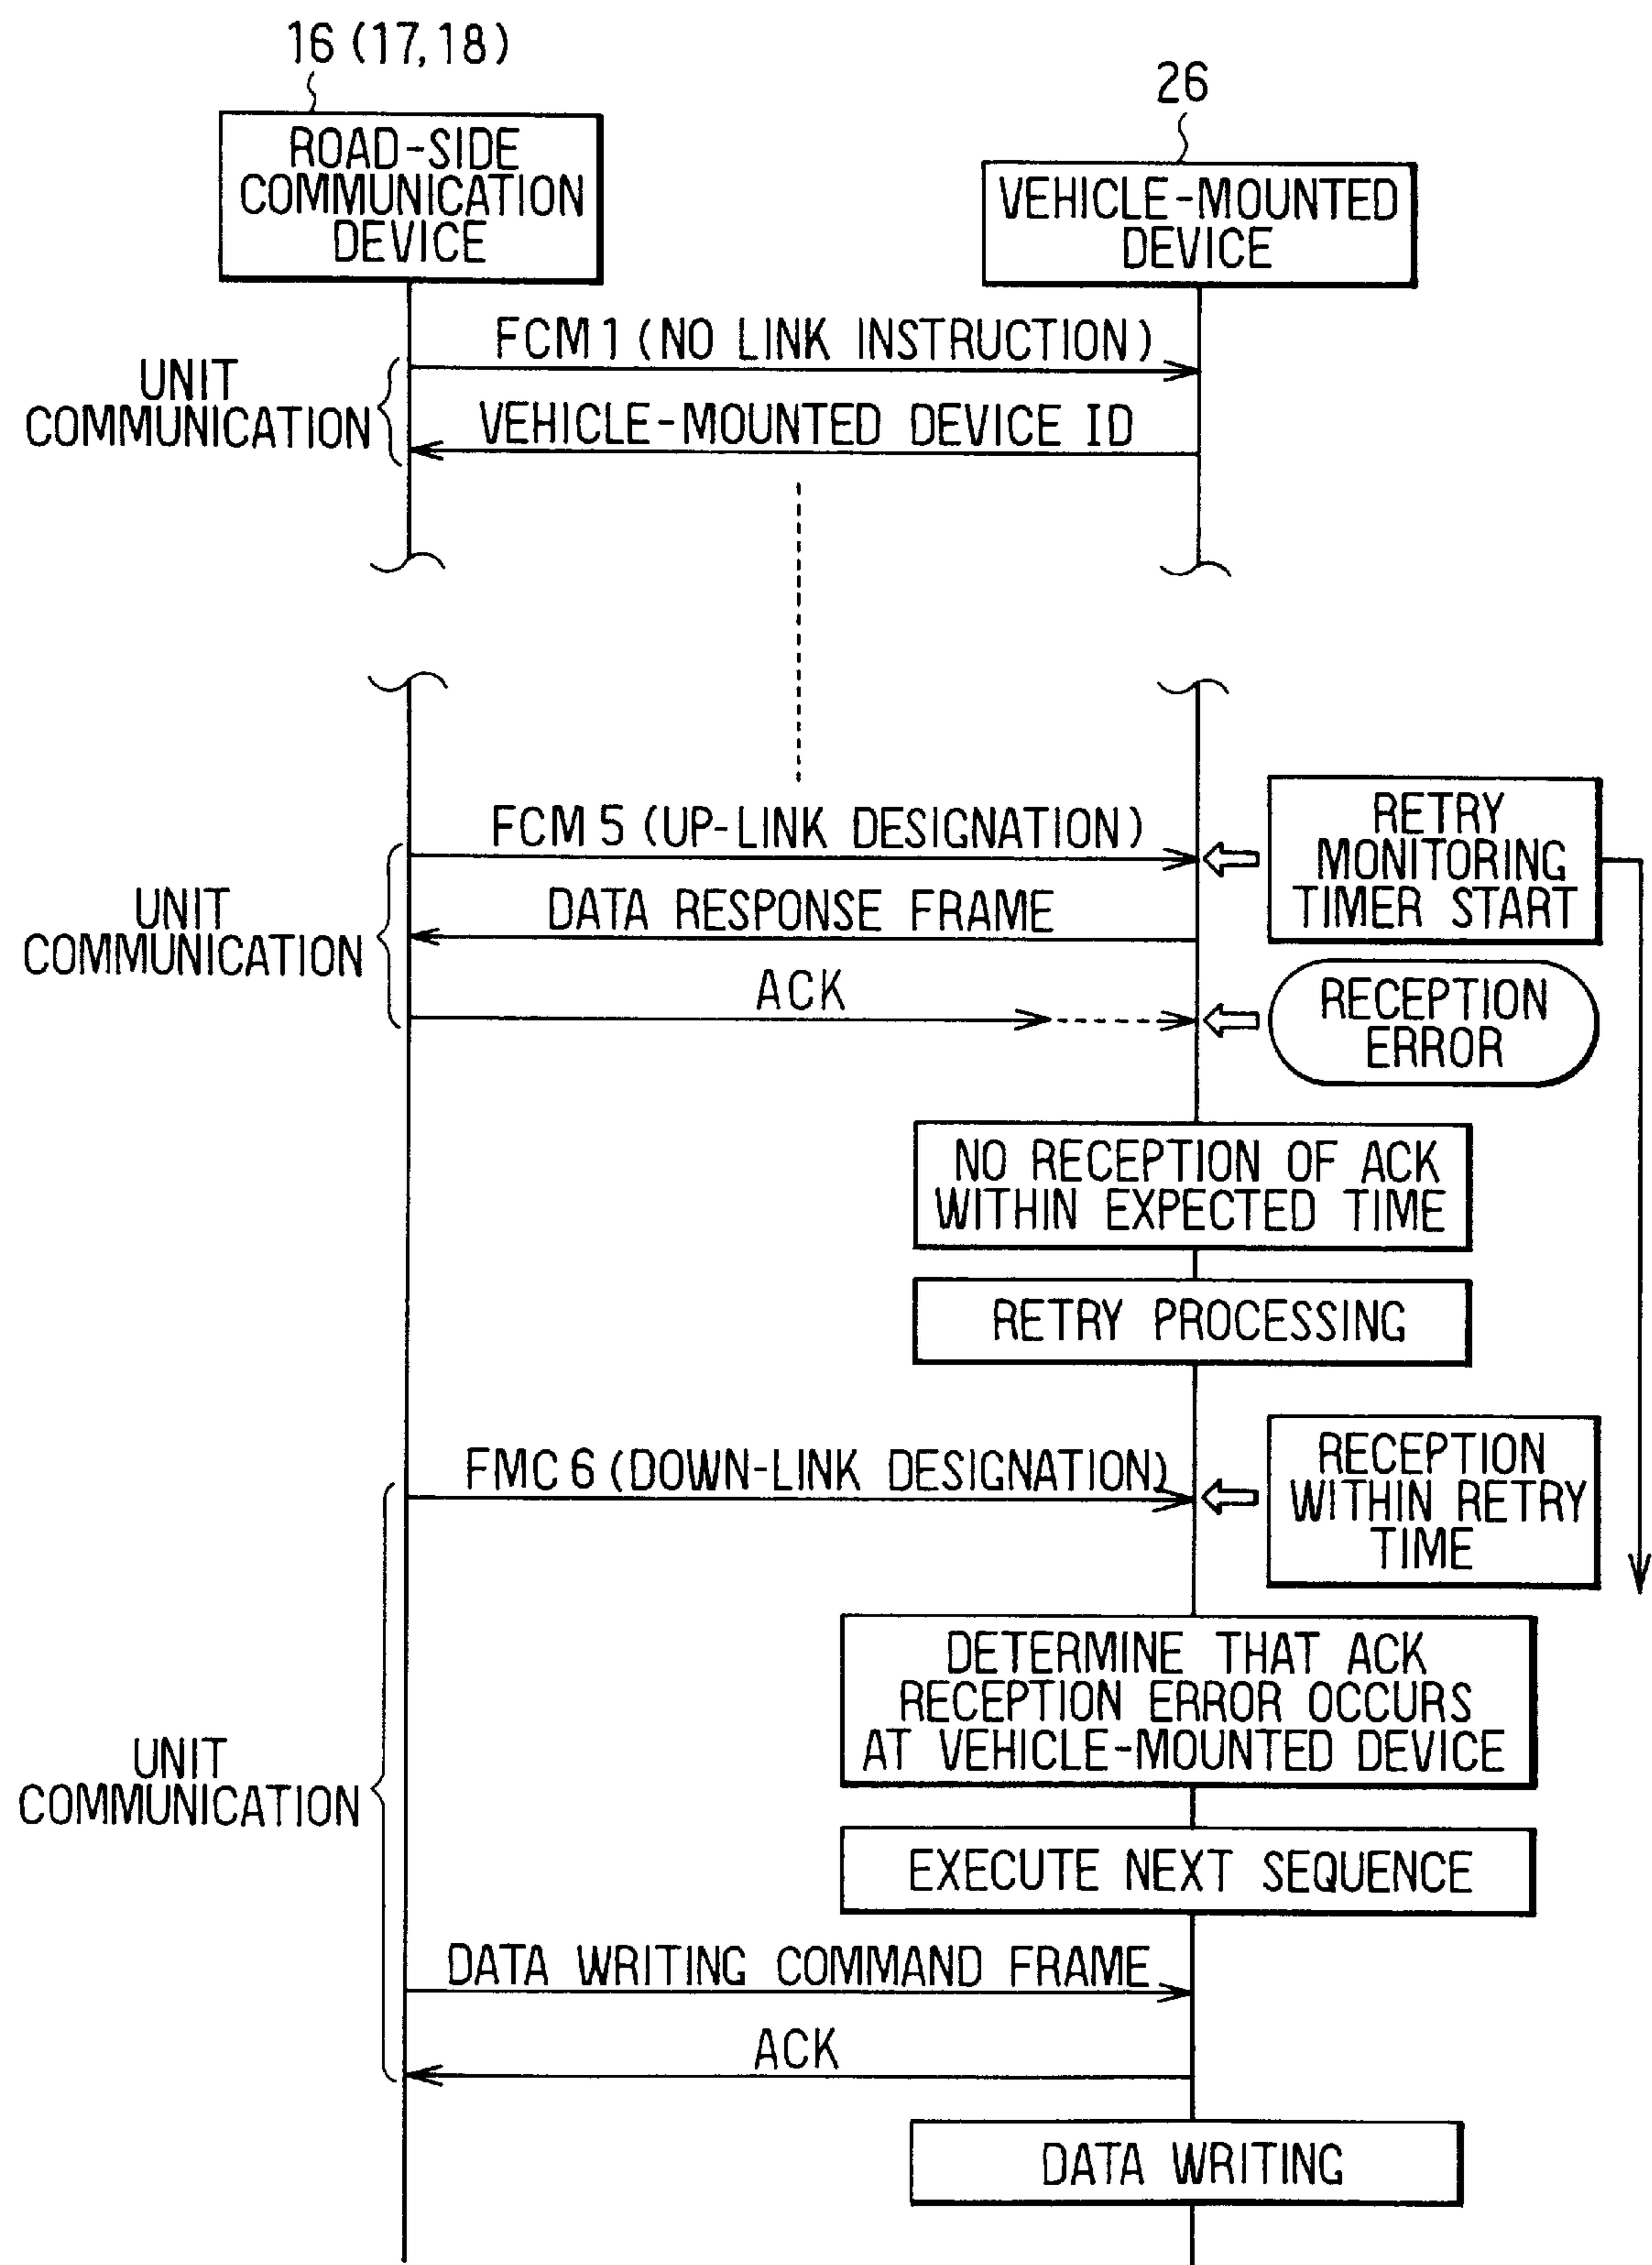 16 (17, 18)
26
ROAD-SIDE
COMMUNICATION
DEVICE
VEHICLE-MOUNTED
DEVICE
FCM 1 (NO LINK INSTRUCTION)
UNIT
COMMUNICATION
VEHICLE-MOUNTED DEVICE ID
FCM 5 (UP-LINK DESIGNATION)
RETRY
MONITORING
TIMER START
UNIT
COMMUNICATION
DATA RESPONSE FRAME
ACK
RECEPTION
ERROR
NO RECEPTION OF ACK
WITHIN EXPECTED TIME
RETRY PROCESSING
FMC 6 (DOWN-LINK DESIGNATION)
RECEPTION
WITHIN RETRY
TIME
DETERMINE THAT ACK
RECEPTION ERROR OCCURS
AT VEHICLE-MOUNTED DEVICE
UNIT
COMMUNICATION
EXECUTE NEXT SEQUENCE
DATA WRITING COMMAND FRAME
ACK
DATA WRITING